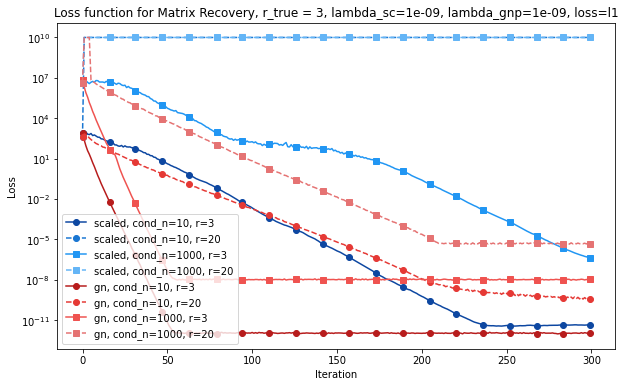 Loss function for Matrix Recovery, r_true = 3, lambda_sc=1e-09, lambda_gnp=1e-09, loss=l1
10^10
10^7
10^4
10^1
10^-2
10^-5
10^-8
10^-11
Loss
scaled, cond_n=10, r=3
scaled, cond_n=10, r=20
scaled, cond_n=1000, r=3
scaled, cond_n=1000, r=20
gn, cond_n=10, r=3
gn, cond_n=10, r=20
gn, cond_n=1000, r=3
gn, cond_n=1000, r=20
0 50 100 150 200 250 300
Iteration